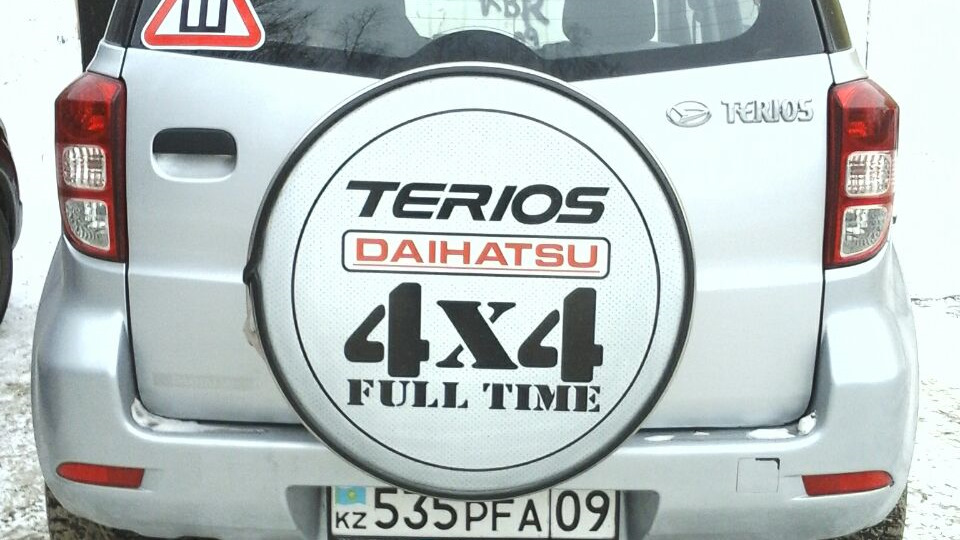 Ш
TERIOS
TERIOS
DAIHATSU
4X4
FULL TIME
KZ 535PFA 09